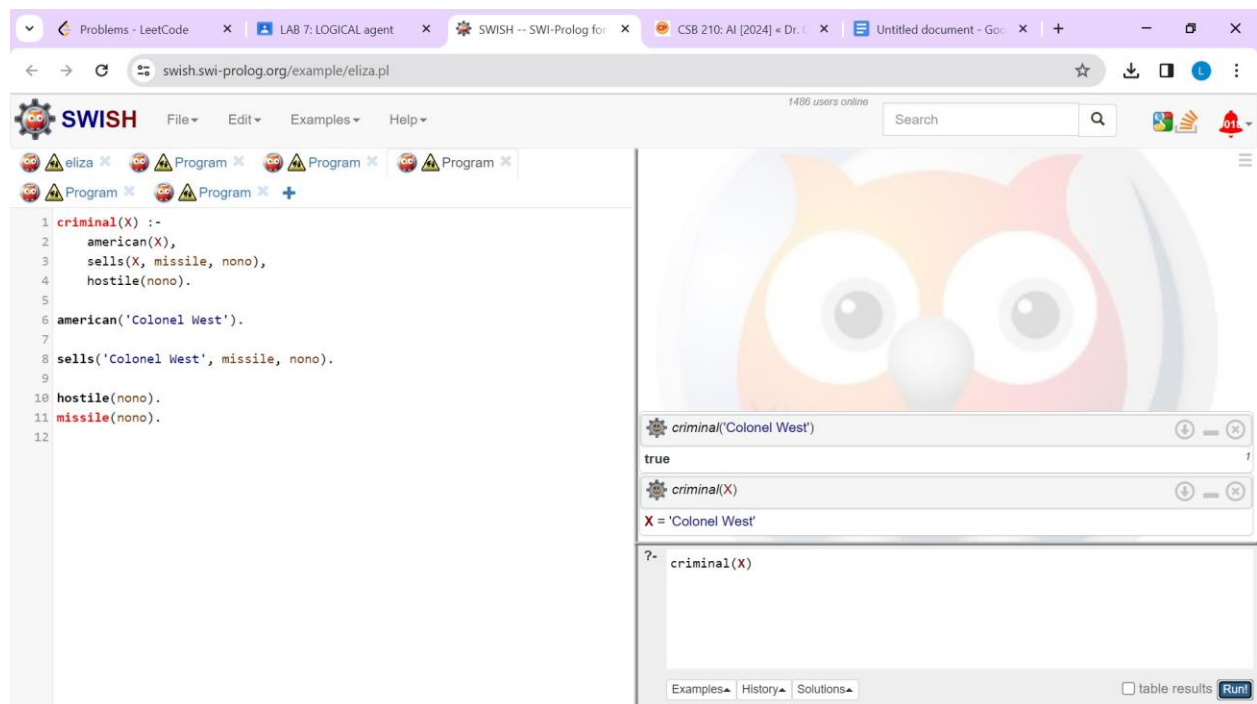 Problems - LeetCode
LAB 7: LOGICAL agent
SWISH -- SWI-Prolog for
CSB 210: AI [2024] « Dr.
Untitled document - Goo
swish.swi-prolog.org/example/eliza.pl
L
SWISH File Edit Examples Help
1486 users online
Search
eliza Program Program Program
Program Program
1 criminal(X) :-
2 american(X),
3 sells(X, missile, nono),
4 hostile(nono).
5
6 american('Colonel West').
7
8 sells('Colonel West', missile, nono).
9
10 hostile(nono).
11 missile(nono).
12
criminal('Colonel West')
true 1
criminal(X)
X = 'Colonel West'
?- criminal(X)
Examples History Solutions table results Run!